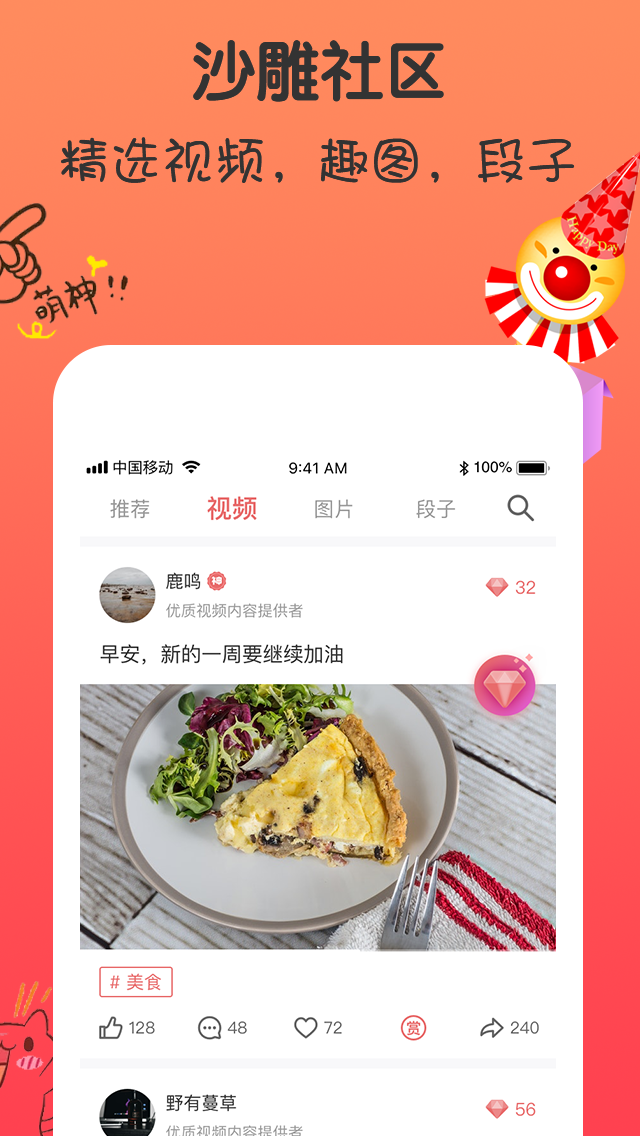 沙雕社区
精选视频，趣图，段子
Happy Day
萌神!!
中国移动 9:41 AM 100%
推荐 视频 图片 段子
鹿鸣 神 32
优质视频内容提供者
早安，新的一周要继续加油
# 美食
128 48 72 赏 240
野有蔓草 56
优质视频内容提供者